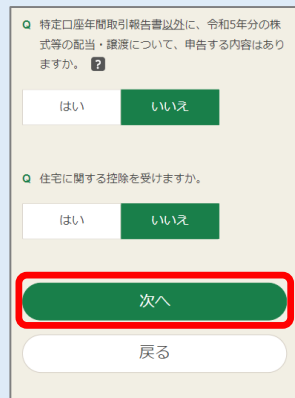 Q 特定口座年間取引報告書以外に、令和5年分の株
式等の配当・譲渡について、申告する内容はあり
ますか。 ?
はい いいえ
Q 住宅に関する控除を受けますか。
はい いいえ
次へ
戻る